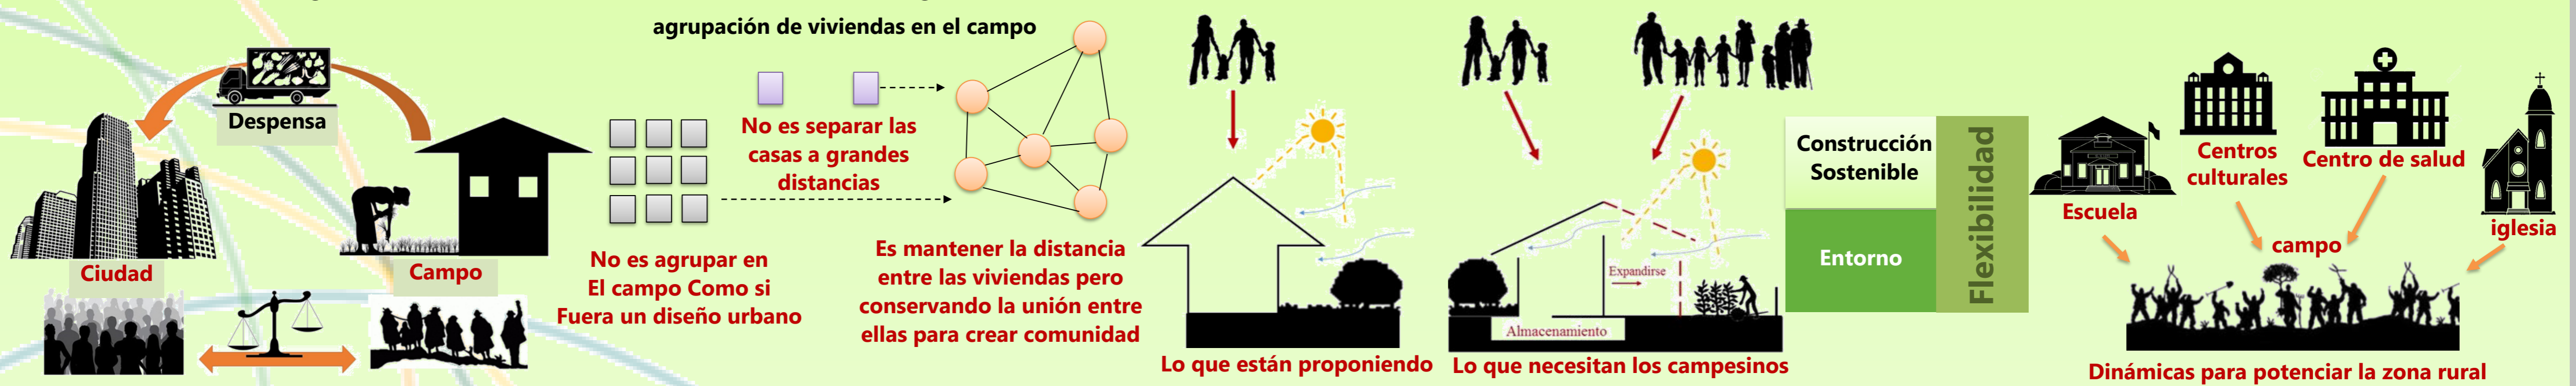 Despensa
Ciudad
Campo
agrupación de viviendas en el campo
No es separar las
casas a grandes
distancias
No es agrupar en
El campo Como si
Fuera un diseño urbano
Es mantener la distancia
entre las viviendas pero
conservando la unión entre
ellas para crear comunidad
Lo que están proponiendo
Expandirse
Almacenamiento
Lo que necesitan los campesinos
Construcción
Sostenible
Entorno
Flexibilidad
Escuela
Centros
culturales
Centro de salud
iglesia
campo
Dinámicas para potenciar la zona rural